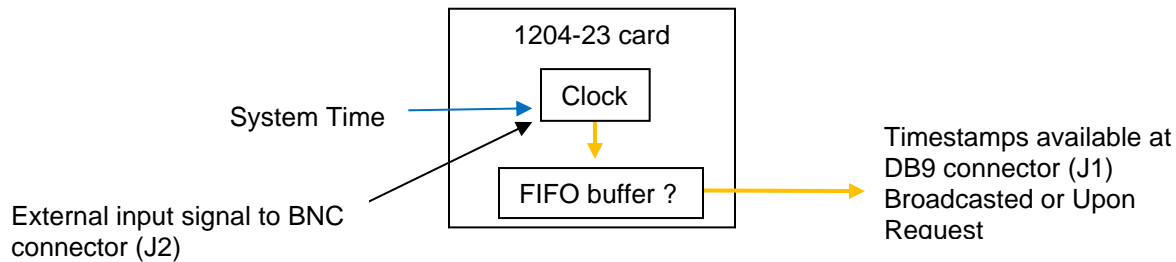 1204-23 card
Clock
System Time
FIFO buffer ?
Timestamps available at
DB9 connector (J1)
Broadcasted or Upon
Request
External input signal to BNC
connector (J2)